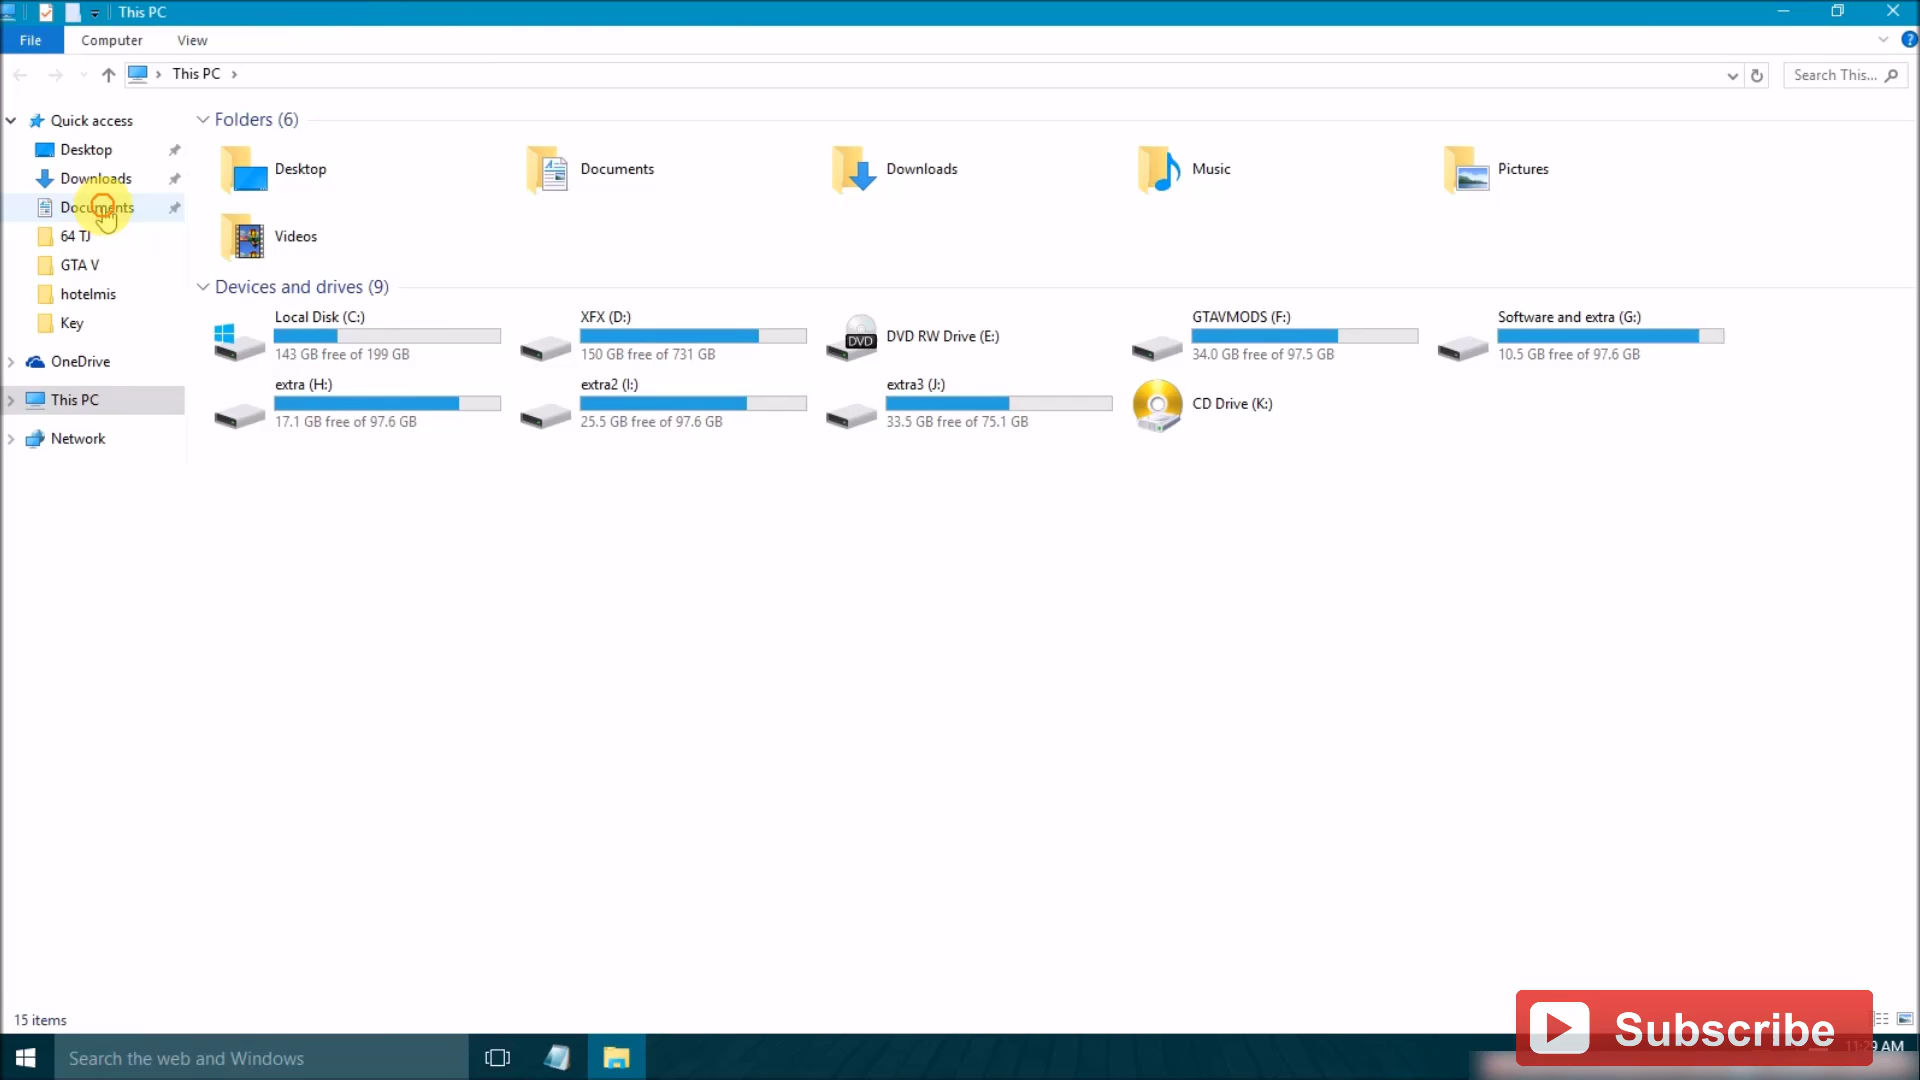 This PC
File Computer View
This PC
Search This...
Quick access
Desktop
Downloads
Documents
64 TJ
GTA V
hotelmis
Key
OneDrive
This PC
Network
Folders (6)
Desktop Documents Downloads Music Pictures
Videos
Devices and drives (9)
Local Disk (C:)
143 GB free of 199 GB
XFX (D:)
150 GB free of 731 GB
DVD RW Drive (E:)
DVD
GTAVMODS (F:)
34.0 GB free of 97.5 GB
Software and extra (G:)
10.5 GB free of 97.6 GB
extra (H:)
17.1 GB free of 97.6 GB
extra2 (I:)
25.5 GB free of 97.6 GB
extra3 (J:)
33.5 GB free of 75.1 GB
CD Drive (K:)
15 items
Subscribe
Search the web and Windows
11:29 AM